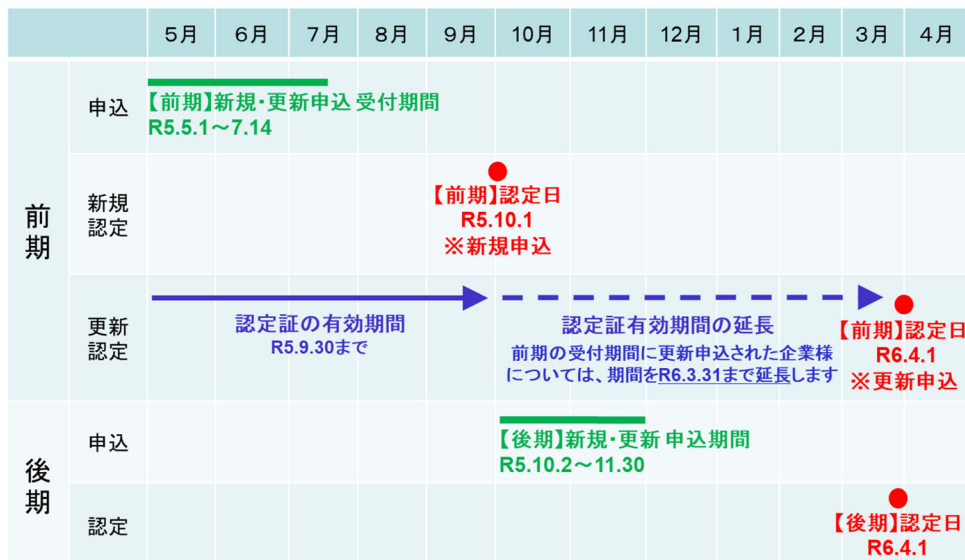 5月 6月 7月 8月 9月 10月 11月 12月 1月 2月 3月 4月
前期
申込
【前期】新規・更新申込 受付期間
R5.5.1～7.14
新規
認定
【前期】認定日
R5.10.1
※新規申込
更新
認定
認定証の有効期間
R5.9.30まで
認定証有効期間の延長
前期の受付期間に更新申込された企業様
については、期間をR6.3.31まで延長します
【前期】認定日
R6.4.1
※更新申込
後期
申込
【後期】新規・更新 申込期間
R5.10.2～11.30
認定
【後期】認定日
R6.4.1